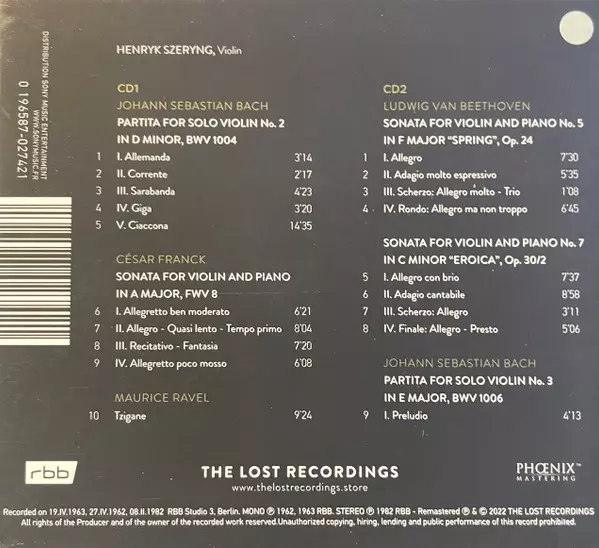 HENRYK SZERYNG, Violin
CD1
JOHANN SEBASTIAN BACH
PARTITA FOR SOLO VIOLIN No. 2
IN D MINOR, BWV 1004
1 I. Allemanda 3'14
2 II. Corrente 2'17
3 III. Sarabanda 4'23
4 IV. Giga 3'20
5 V. Ciaccona 14'35
CÉSAR FRANCK
SONATA FOR VIOLIN AND PIANO
IN A MAJOR, FWV 8
6 I. Allegretto ben moderato 6'21
7 II. Allegro - Quasi lento - Tempo primo 8'04
8 III. Recitativo - Fantasia 7'20
9 IV. Allegretto poco mosso 6'08
MAURICE RAVEL
10 Tzigane 9'24
CD2
LUDWIG VAN BEETHOVEN
SONATA FOR VIOLIN AND PIANO No. 5
IN F MAJOR “SPRING”, Op. 24
1 I. Allegro 7'30
2 II. Adagio molto espressivo 5'35
3 III. Scherzo: Allegro molto - Trio 1'08
4 IV. Rondo: Allegro ma non troppo 6'45
SONATA FOR VIOLIN AND PIANO No. 7
IN C MINOR “EROICA”, Op. 30/2
5 I. Allegro con brio 7'37
6 II. Adagio cantabile 8'58
7 III. Scherzo: Allegro 3'11
8 IV. Finale: Allegro - Presto 5'06
JOHANN SEBASTIAN BACH
PARTITA FOR SOLO VIOLIN No. 3
IN E MAJOR, BWV 1006
9 I. Preludio 4'13
DISTRIBUTION SONY MUSIC ENTERTAINMENT
WWW.SONYMUSIC.FR
0 196587-027421
rbb
THE LOST RECORDINGS
www.thelostrecordings.store
PHŒNIX™
MASTERING
Recorded on 19.IV.1963, 27.IV.1962, 08.II.1982 RBB Studio 3, Berlin. MONO ℗ 1962, 1963 RBB. STEREO ℗ 1982 RBB - Remastered ℗ & © 2022 THE LOST RECORDINGS
All rights of the Producer and of the owner of the recorded work reserved.Unauthorized copying, hiring, lending and public performance of this record prohibited.